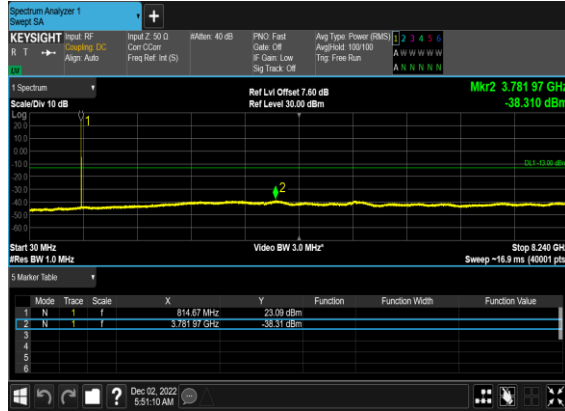 Spectrum Analyzer 1
Swept SA
+
KEYSIGHT Input: RF Input Z: 50 Ω #Atten: 40 dB PNO: Fast Avg Type: Power (RMS) 1 2 3 4 5 6
R T Coupling: DC Corr CCorr Gate: Off Avg|Hold: 100/100 A W W W W W
Align: Auto Freq Ref: Int (S) IF Gain: Low Trig: Free Run
Sig Track: Off A N N N N N
1 Spectrum Ref Lvl Offset 7.60 dB Mkr2 3.781 97 GHz
Scale/Div 10 dB Ref Level 30.00 dBm -38.310 dBm
Log
20.0
10.0
0.00
-10.0
-20.0
-30.0
-40.0
-50.0
-60.0
1
DL1 -13.00 dBm
2
Start 30 MHz Video BW 3.0 MHz* Stop 8.240 GHz
#Res BW 1.0 MHz Sweep ~16.9 ms (40001 pts)
5 Marker Table
Mode Trace Scale X Y Function Function Width Function Value
1 N 1 f 814.67 MHz 23.09 dBm
2 N 1 f 3.781 97 GHz -38.31 dBm
3
4
5
6
? Dec 02, 2022
5:51:10 AM